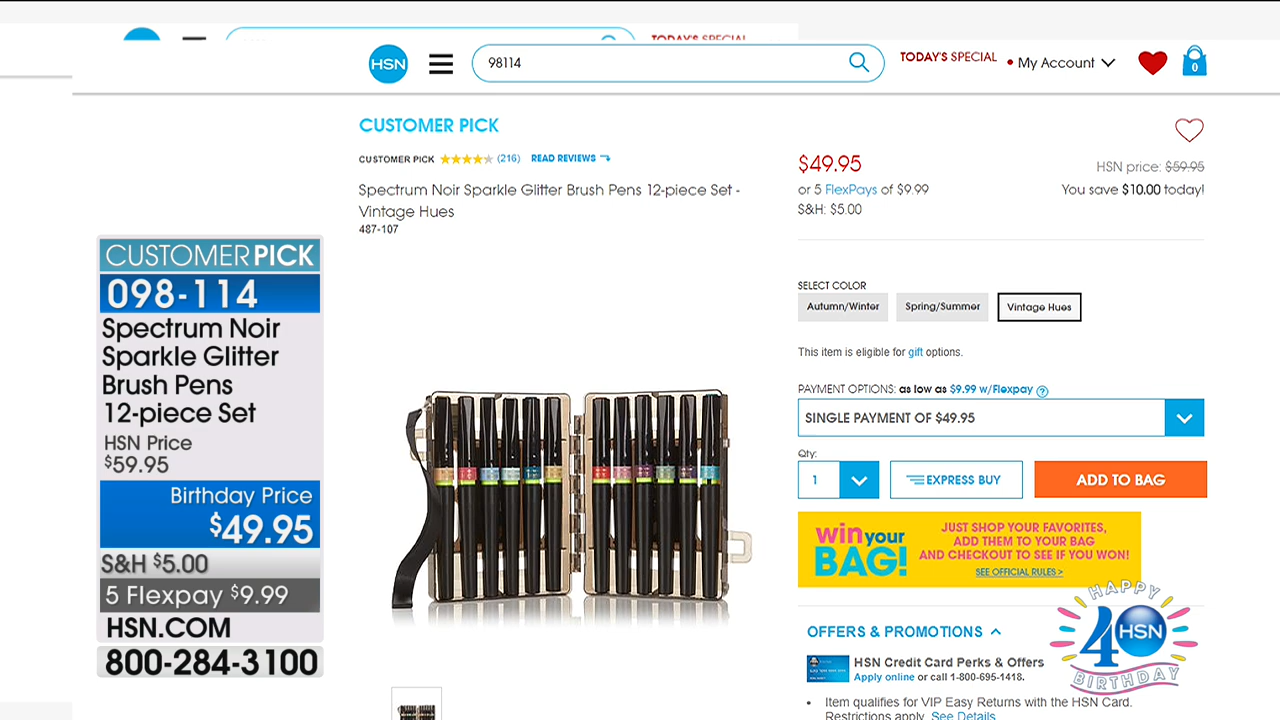 TODAY'S SPECIAL
HSN
98114
TODAY'S SPECIAL
My Account
0
CUSTOMER PICK
CUSTOMER PICK
(216)
READ REVIEWS
Spectrum Noir Sparkle Glitter Brush Pens 12-piece Set -
Vintage Hues
487-107
$49.95
HSN price: $59.95
or 5 FlexPays of $9.99
You save $10.00 today!
S&H: $5.00
SELECT COLOR
Autumn/Winter
Spring/Summer
Vintage Hues
This item is eligible for gift options.
PAYMENT OPTIONS: as low as $9.99 w/Flexpay ?
SINGLE PAYMENT OF $49.95
Qty:
1
EXPRESS BUY
ADD TO BAG
win your
BAG!
JUST SHOP YOUR FAVORITES,
ADD THEM TO YOUR BAG
AND CHECKOUT TO SEE IF YOU WON!
SEE OFFICIAL RULES >
OFFERS & PROMOTIONS
HSN Credit Card Perks & Offers
Apply online or call 1-800-695-1418.
• Item qualifies for VIP Easy Returns with the HSN Card.
Restrictions apply. See Details
CUSTOMER PICK
098-114
Spectrum Noir
Sparkle Glitter
Brush Pens
12-piece Set
HSN Price
$59.95
Birthday Price
$49.95
S&H $5.00
5 Flexpay $9.99
HSN.COM
800-284-3100
HAPPY
40 HSN
BIRTHDAY